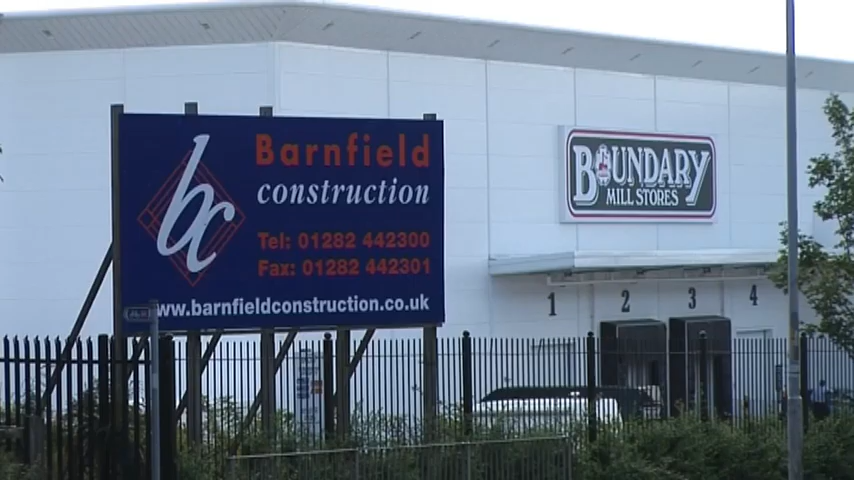 bc
Barnfield
construction
Tel: 01282 442300
Fax: 01282 442301
www.barnfieldconstruction.co.uk
BOUNDARY
MILL STORES
1 2 3 4